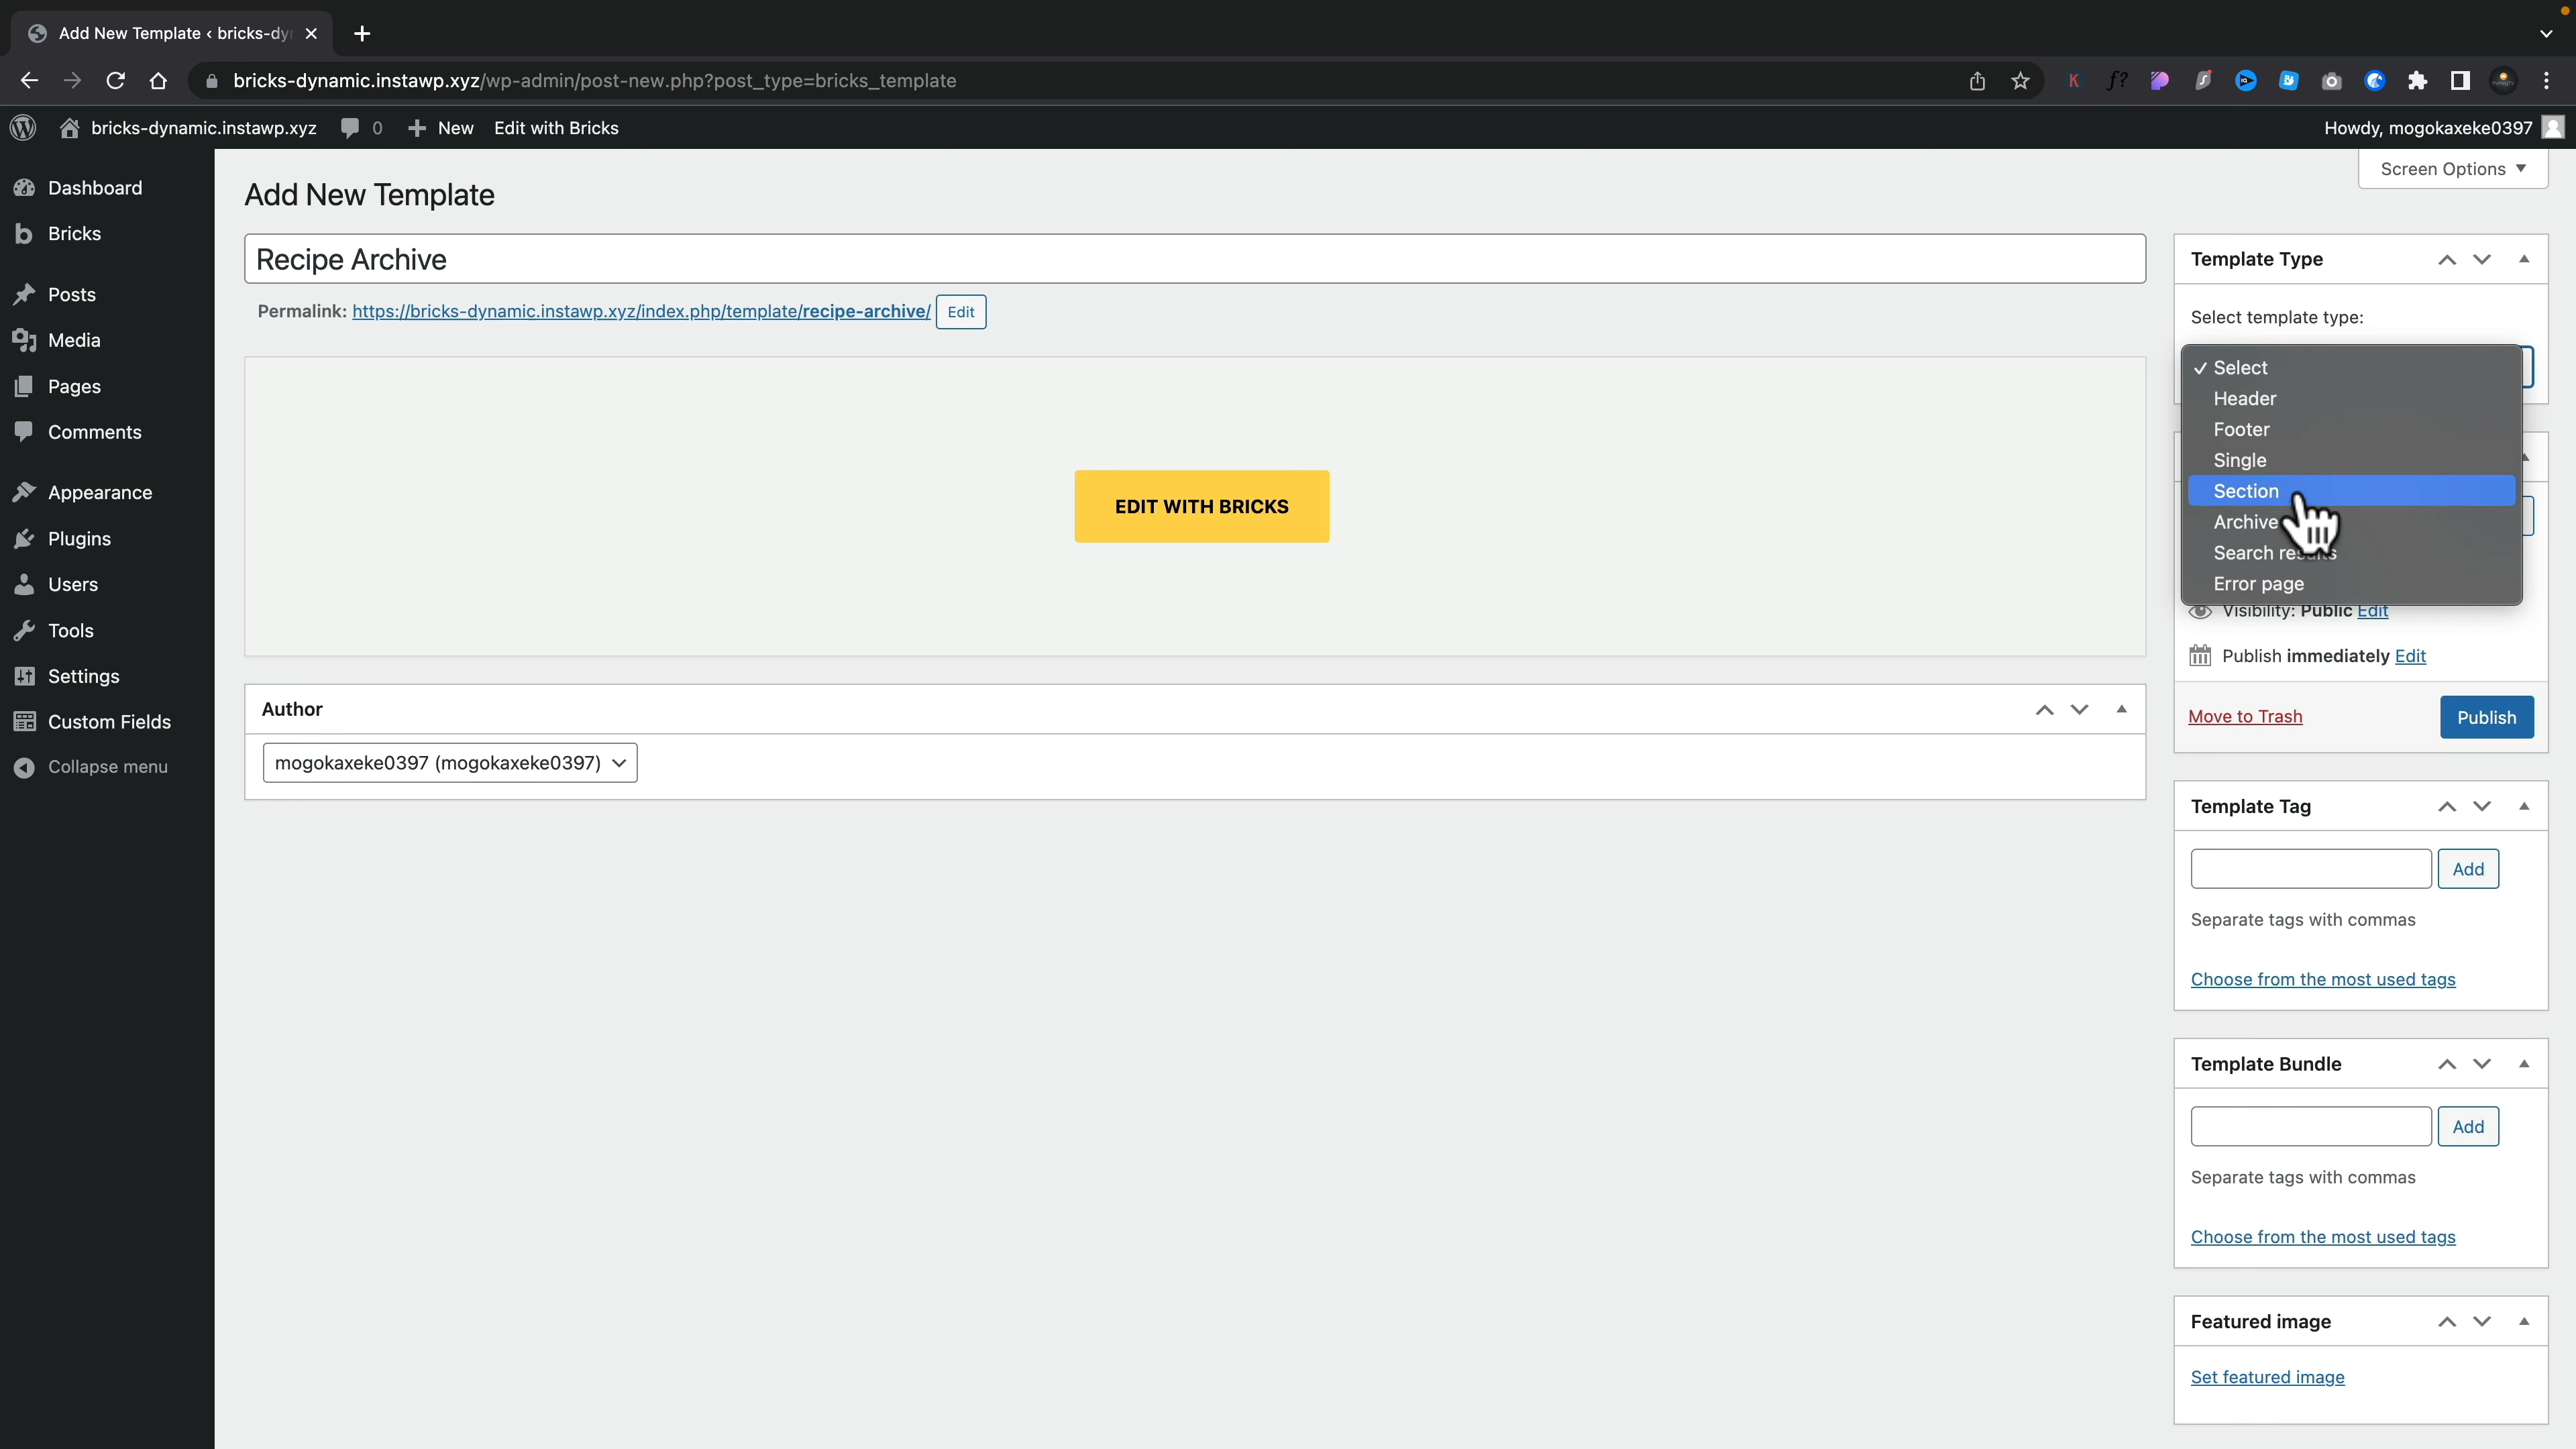 Add New Template ‹ bricks-dy
bricks-dynamic.instawp.xyz/wp-admin/post-new.php?post_type=bricks_template
bricks-dynamic.instawp.xyz 0 New Edit with Bricks
Howdy, mogokaxeke0397
Screen Options
Dashboard
Bricks
Posts
Media
Pages
Comments
Appearance
Plugins
Users
Tools
Settings
Custom Fields
Collapse menu
Add New Template
Recipe Archive
Permalink: https://bricks-dynamic.instawp.xyz/index.php/template/recipe-archive/ Edit
EDIT WITH BRICKS
Author
mogokaxeke0397 (mogokaxeke0397)
Template Type
Select template type:
Select
Header
Footer
Single
Section
Archive
Search results
Error page
Visibility: Public Edit
Publish immediately Edit
Move to Trash
Publish
Template Tag
Add
Separate tags with commas
Choose from the most used tags
Template Bundle
Add
Separate tags with commas
Choose from the most used tags
Featured image
Set featured image